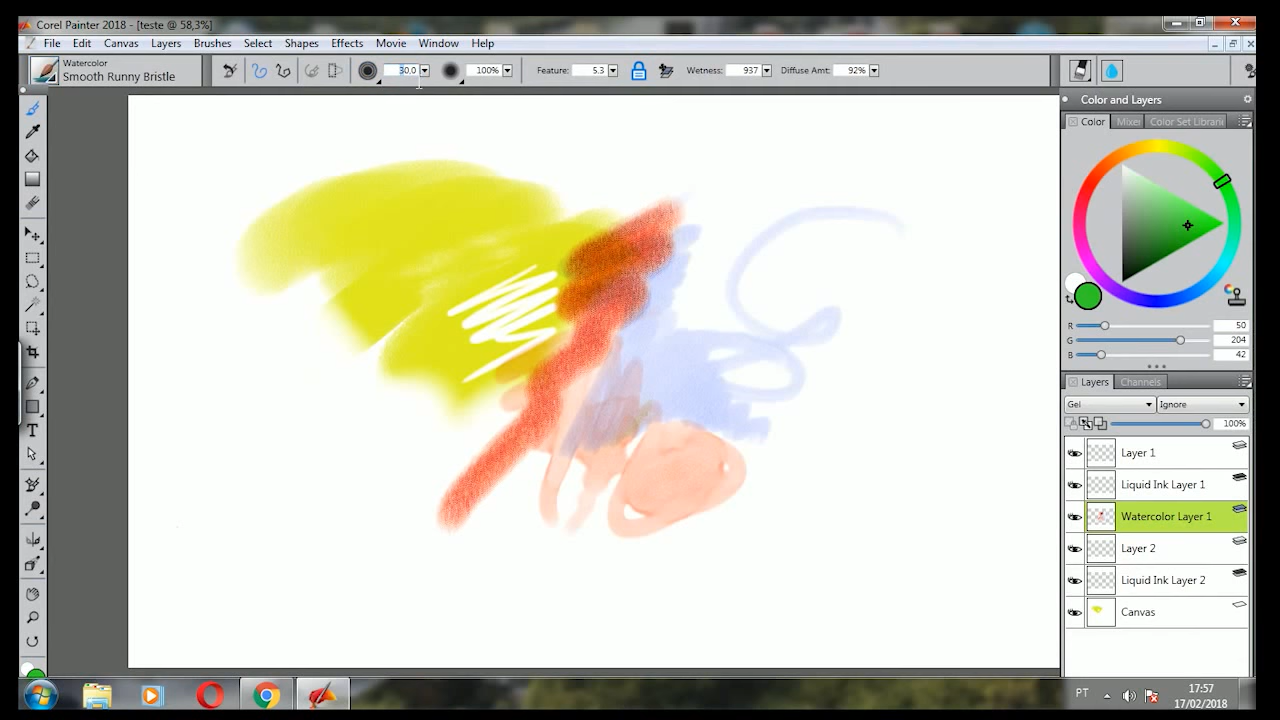 Corel Painter 2018 - [teste @ 58,3%]
File Edit Canvas Layers Brushes Select Shapes Effects Movie Window Help
Watercolor
Smooth Runny Bristle
30,0 100% Feature: 5.3 Wetness: 937 Diffuse Amt: 92%
Color and Layers
Color Mixer Color Set Librari
R 50
G 204
B 42
Layers Channels
Gel Ignore
100%
Layer 1
Liquid Ink Layer 1
Watercolor Layer 1
Layer 2
Liquid Ink Layer 2
Canvas
PT 17:57
17/02/2018